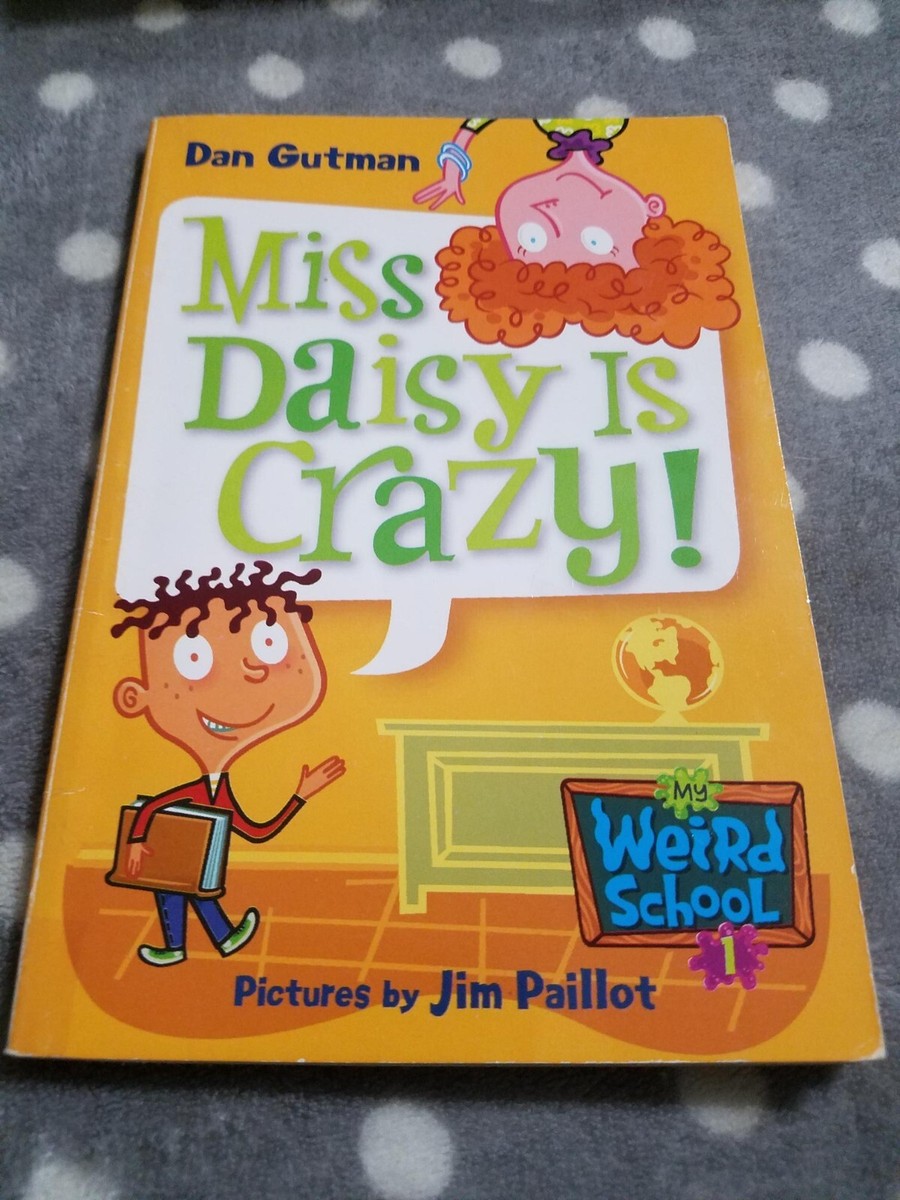 Dan Gutman
Miss
Daisy Is
Crazy!
My
Weird
School
1
Pictures by Jim Paillot